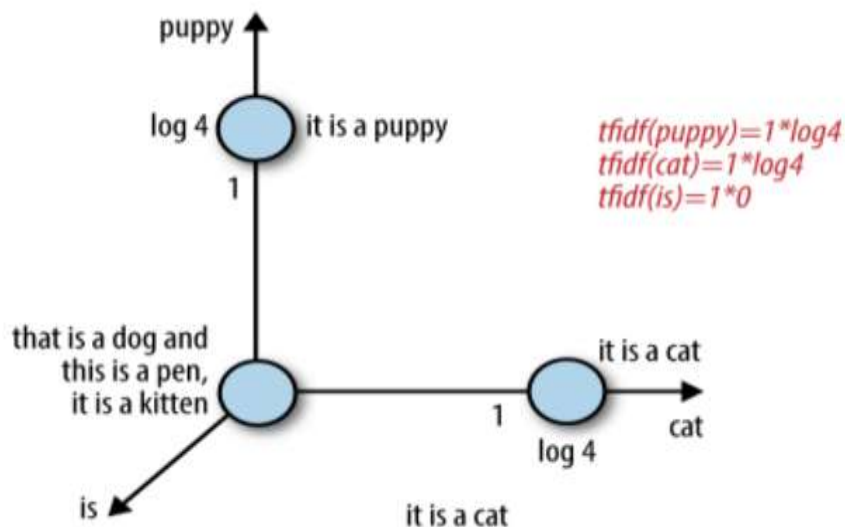 puppy
log 4
it is a puppy
1
tfidf(puppy)=1*log4
tfidf(cat)=1*log4
tfidf(is)=1*0
that is a dog and
this is a pen,
it is a kitten
it is a cat
1
cat
log 4
is
it is a cat